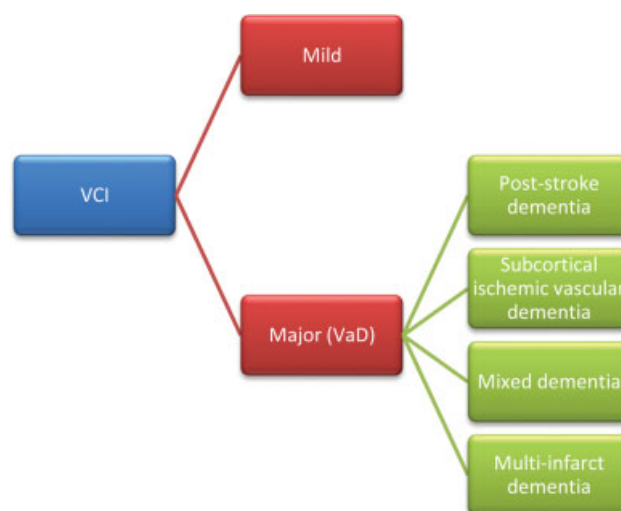 Mild
VCI
Post-stroke
dementia
Subcortical
ischemic vascular
dementia
Major (VaD)
Mixed dementia
Multi-infarct
dementia